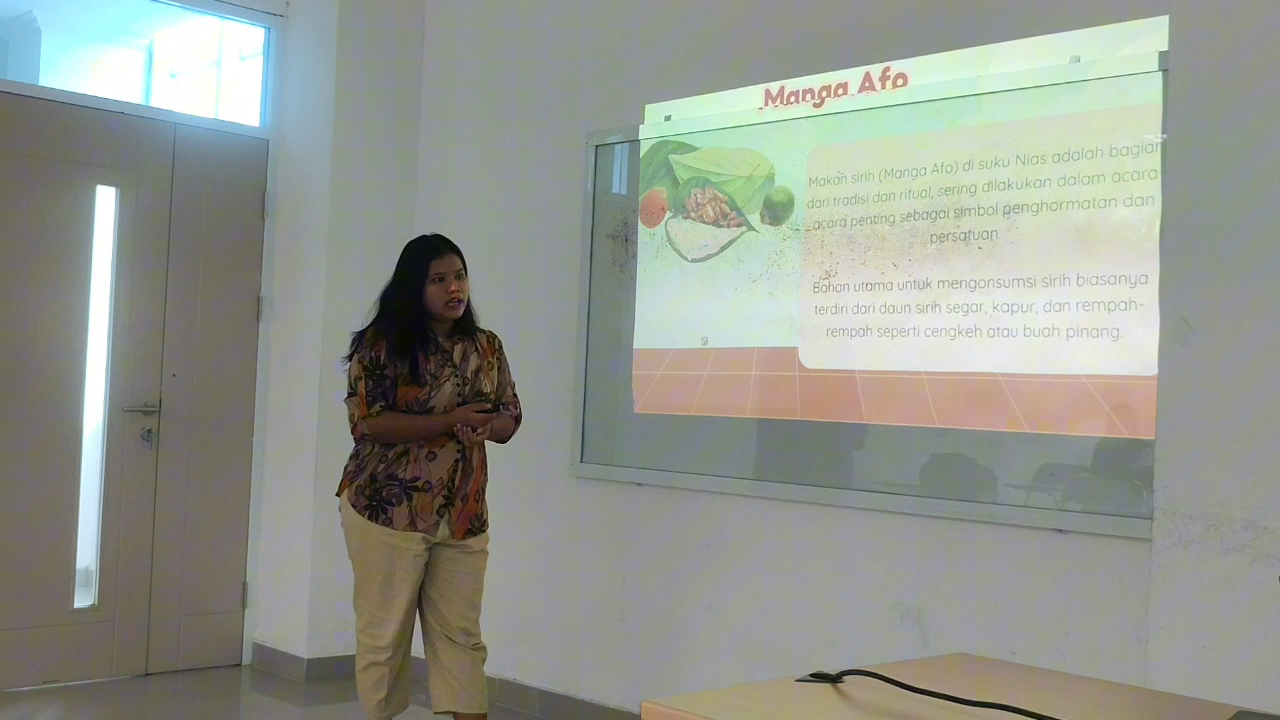 Manga Afo
Makan sirih (Manga Afo) di suku Nias adalah bagian
dari tradisi dan ritual, sering dilakukan dalam acara
acara penting sebagai simbol penghormatan dan
persatuan.
Bahan utama untuk mengonsumsi sirih biasanya
terdiri dari daun sirih segar, kapur, dan rempah-
rempah seperti cengkeh atau buah pinang.